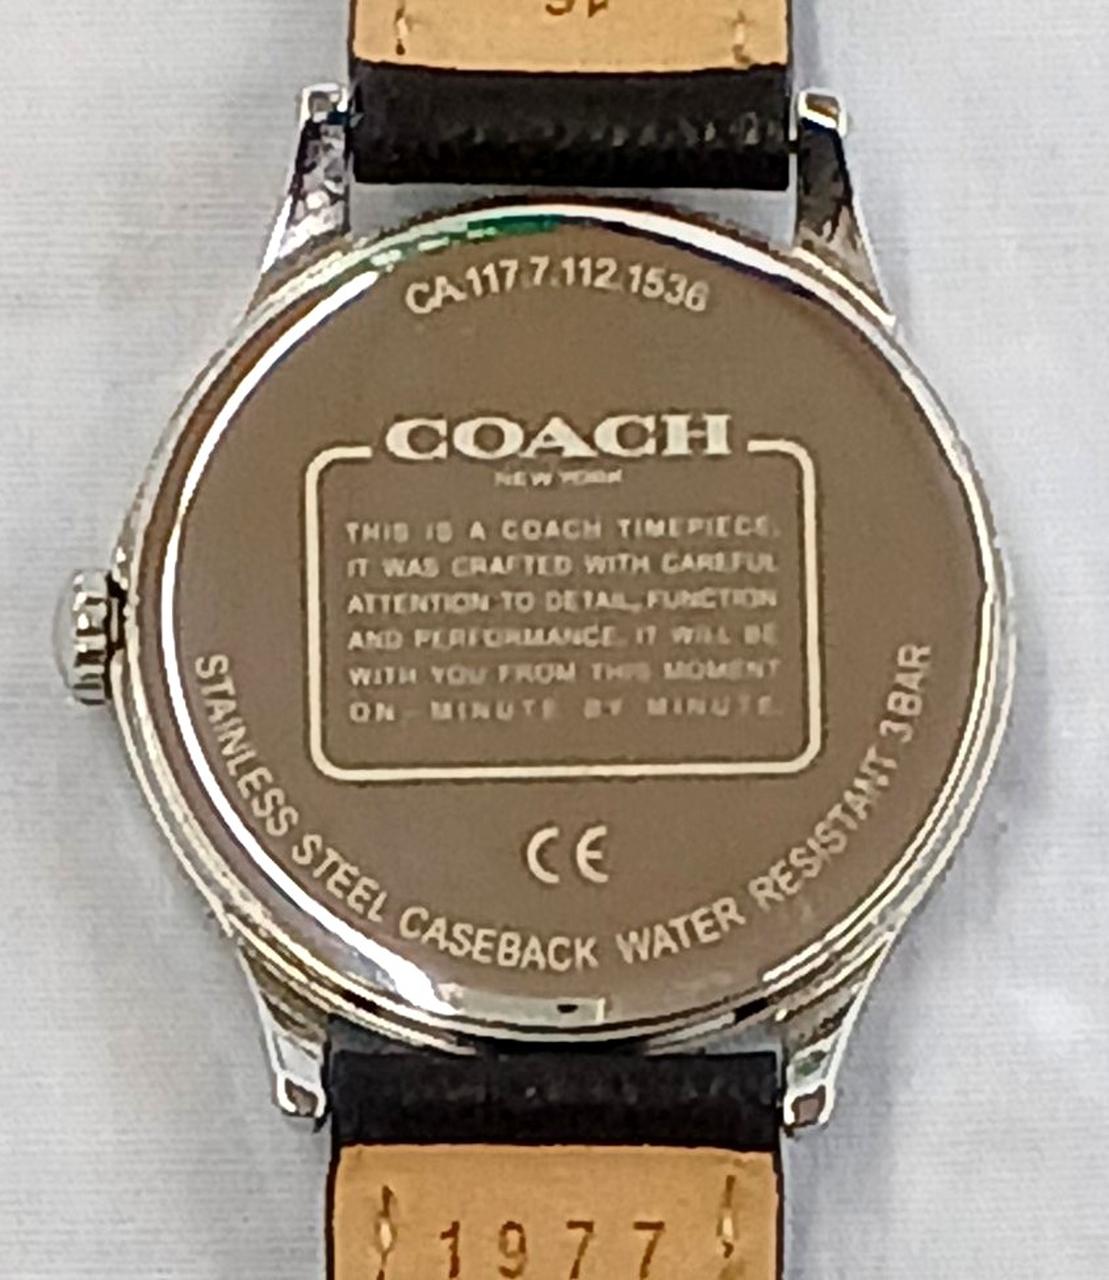 CA.117.7.112.1536
COACH
NEW YORK
THIS IS A COACH TIMEPIECE.
IT WAS CRAFTED WITH CAREFUL
ATTENTION TO DETAIL, FUNCTION
AND PERFORMANCE. IT WILL BE
WITH YOU FROM THIS MOMENT
ON - MINUTE BY MINUTE.
CE
STAINLESS STEEL CASEBACK WATER RESISTANT 3BAR
1977